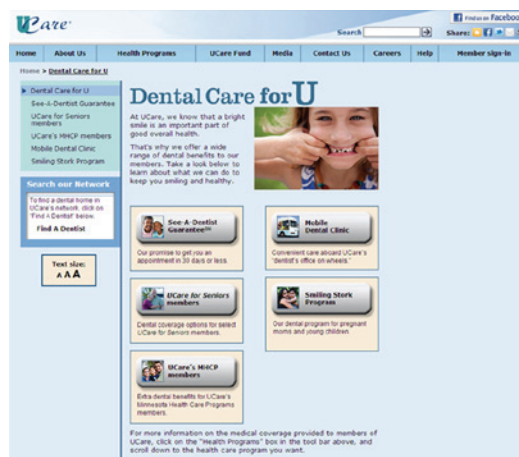 UCare
Find us on Facebook
Search
Share:
Home About Us Health Programs UCare Fund Media Contact Us Careers Help Member sign-in
Home > Dental Care for U
Dental Care for U
See-A-Dentist Guarantee
UCare for Seniors
members
UCare's MHCP members
Mobile Dental Clinic
Smiling Stork Program
Search our Network
To find a dental home in
UCare's network, click on
'Find A Dentist' below.
Find A Dentist
Text size:
A A A
Dental Care for U
At UCare, we know that a bright
smile is an important part of
good overall health.
That's why we offer a wide
range of dental benefits to our
members. Take a look below to
learn about what we can do to
keep you smiling and healthy.
See-A-Dentist
Guarantee℠
Our promise to get you an
appointment in 30 days or less.
Mobile
Dental Clinic
Convenient care aboard UCare's
"dentist's office on wheels."
UCare for Seniors
members
Dental coverage options for select
UCare for Seniors members.
Smiling Stork
Program
Our dental program for pregnant
moms and young children.
UCare's MHCP
members
Extra dental benefits for UCare's
Minnesota Health Care Programs
members.
For more information on the medical coverage provided to members of
UCare, click on the "Health Programs" box in the tool bar above, and
scroll down to the health care program you want.